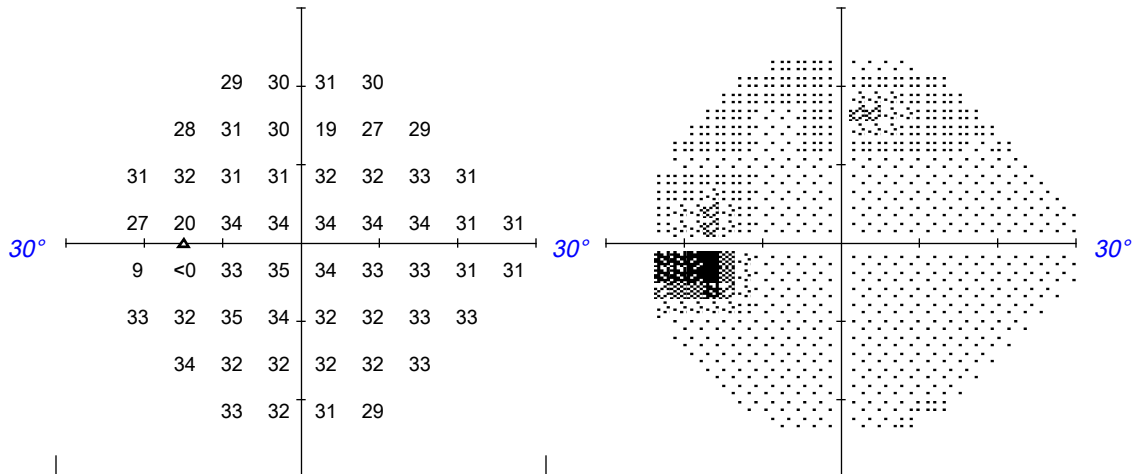 29 30 31 30
28 31 30 19 27 29
31 32 31 31 32 32 33 31
27 20 34 34 34 34 34 31 31
30° 30° 30°
9 <0 33 35 34 33 33 31 31
33 32 35 34 32 32 33 33
34 32 32 32 32 33
33 32 31 29